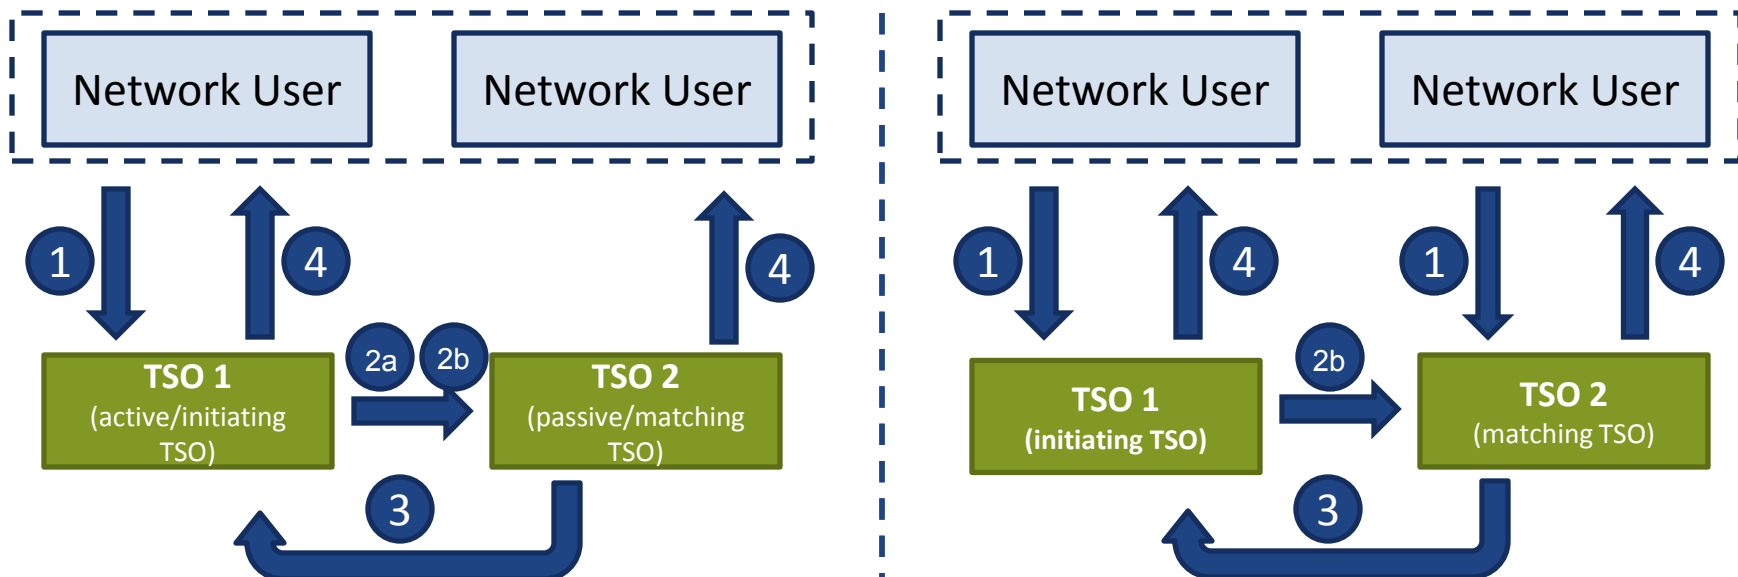 Network User
Network User
1
4
4
TSO 1
(active/initiating
TSO)
2a
2b
TSO 2
(passive/matching
TSO)
3
Network User
Network User
1
4
1
4
TSO 1
(initiating TSO)
2b
TSO 2
(matching TSO)
3